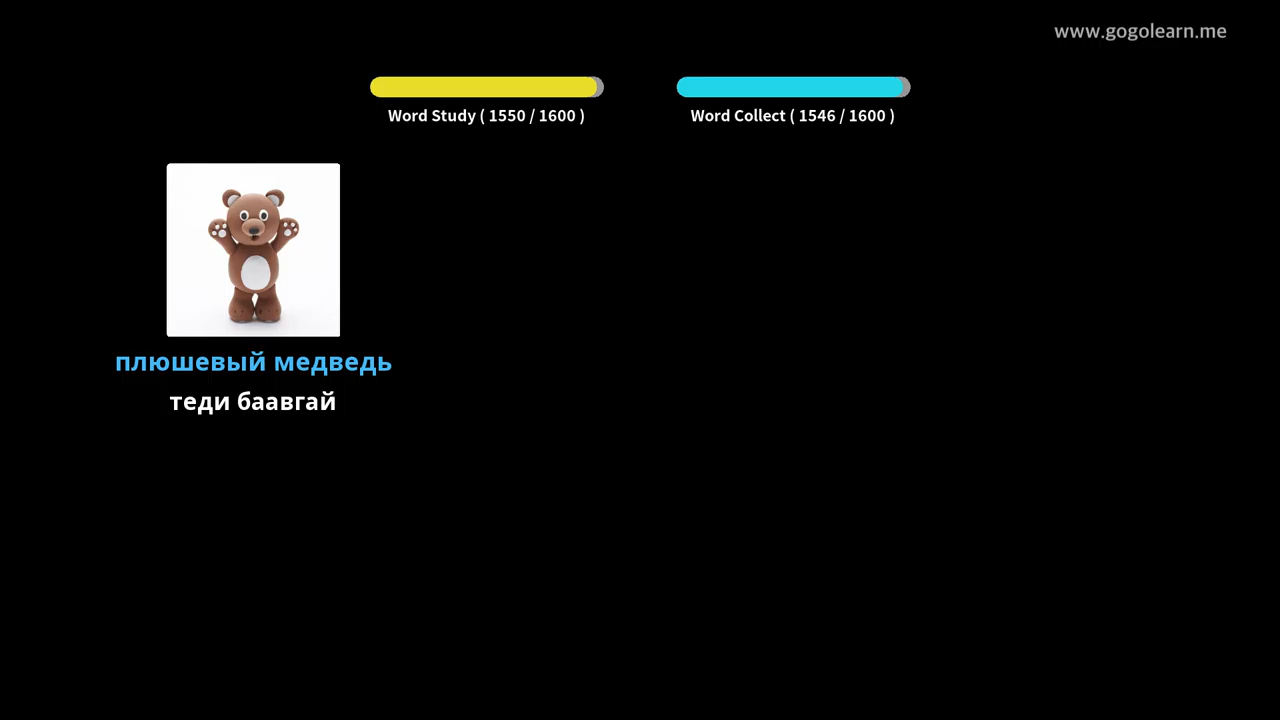 www.gogolearn.me
Word Study ( 1550 / 1600 )
Word Collect ( 1546 / 1600 )
плюшевый медведь
теди баавгай